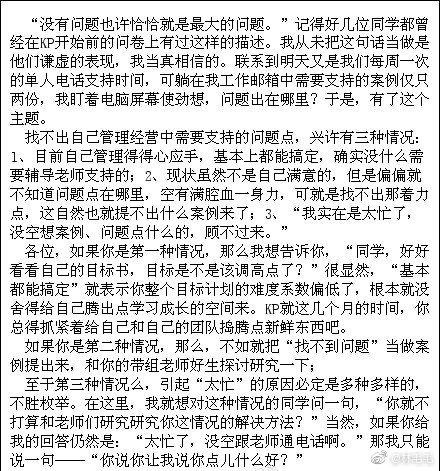 “没有问题也许恰恰就是最大的问题。”记得好几位同学都曾
经在KP开始前的问卷上有过这样的描述。我从未把这句话当做是
他们谦虚的表现，我当真相信的。联系到明天又是我们每周一次
的单人电话支持时间，可躺在我工作邮箱中需要支持的案例仅只
两份，我盯着电脑屏幕使劲想，问题出在哪里？于是，有了这个
主题。
找不出自己管理经营中需要支持的问题点，兴许有三种情况：
1、目前自己管理得得心应手，基本上都能搞定，确实没什么需
要辅导老师支持的；2、现状虽然不是自己满意的，但是偏偏就
不知道问题点在哪里，空有满腔血一身力，可就是找不出那着力
点，这自然也就提不出什么案例来了；3、“我实在是太忙了，
没空想案例、问题点什么的，顾不过来。”
各位，如果你是第一种情况，那么我想告诉你，“同学，好好
看看自己的目标书，目标是不是该调高点了？”很显然，“基本
都能搞定”就表示你整个目标计划的难度系数偏低了，根本就没
舍得给自己腾出点学习成长的空间来。KP就这几个月的时间，你
总得抓紧着给自己和自己的团队捣腾点新鲜东西吧。
如果你是第二种情况，那么，不如就把“找不到问题”当做案
例提出来，和你的带组老师好生探讨研究一下；
至于第三种情况么，引起“太忙”的原因必定是多种多样的，
不胜枚举。在这里，我就想对这种情况的同学问一句，“你就不
打算和老师们研究研究你这情况的解决方法？”当然，如果你给
我的回答仍然是：“太忙了，没空跟老师通电话啊。”那我只能
说一句——“你说你让我说你点儿什么好？”